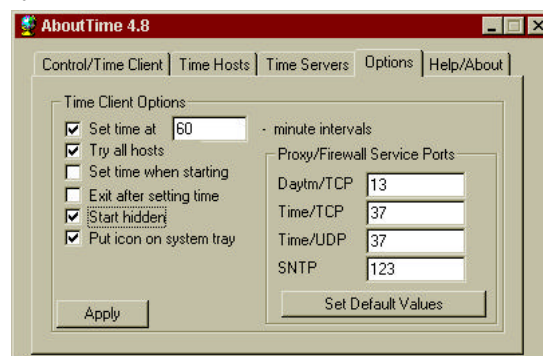 AboutTime 4.8
Control/Time Client Time Hosts Time Servers Options Help/About
Time Client Options
Set time at 60 - minute intervals
Try all hosts
Set time when starting
Exit after setting time
Start hidden
Put icon on system tray
Proxy/Firewall Service Ports
Daytm/TCP 13
Time/TCP 37
Time/UDP 37
SNTP 123
Set Default Values
Apply